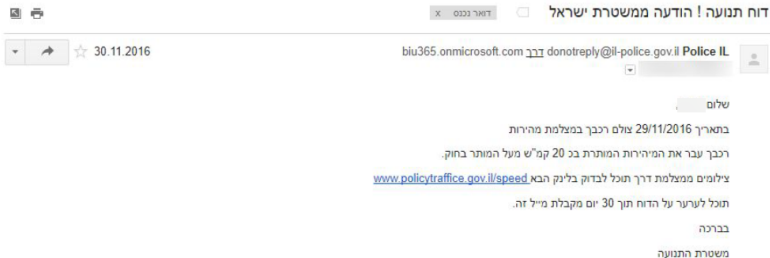 דוח תנועה ! הודעה ממשטרת ישראל דואר נכנס x
Police IL donotreply@il-police.gov.il דרך biu365.onmicrosoft.com 30.11.2016
שלום ,
בתאריך 29/11/2016 צולם רכבך במצלמת מהירות
רכבך עבר את המיהירות המותרת בכ 20 קמ"ש מעל המותר בחוק.
צילומים ממצלמת דרך תוכל לבדוק בלינק הבא www.policytraffice.gov.il/speed
תוכל לערער על הדוח תוך 30 יום מקבלת מייל זה.
בברכה
משטרת התנועה